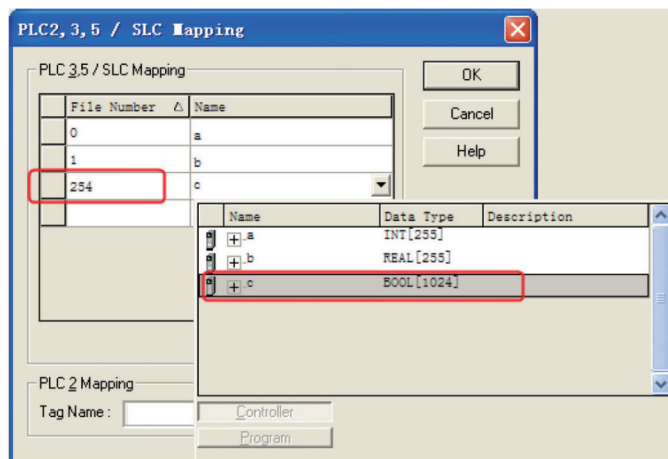 PLC2,3,5 / SLC Mapping
PLC 3,5 / SLC Mapping
OK
Cancel
Help
File Number Name
0 a
1 b
254 c
Name Data Type Description
a INT[255]
b REAL[255]
c BOOL[1024]
PLC 2 Mapping
Tag Name :
Controller
Program